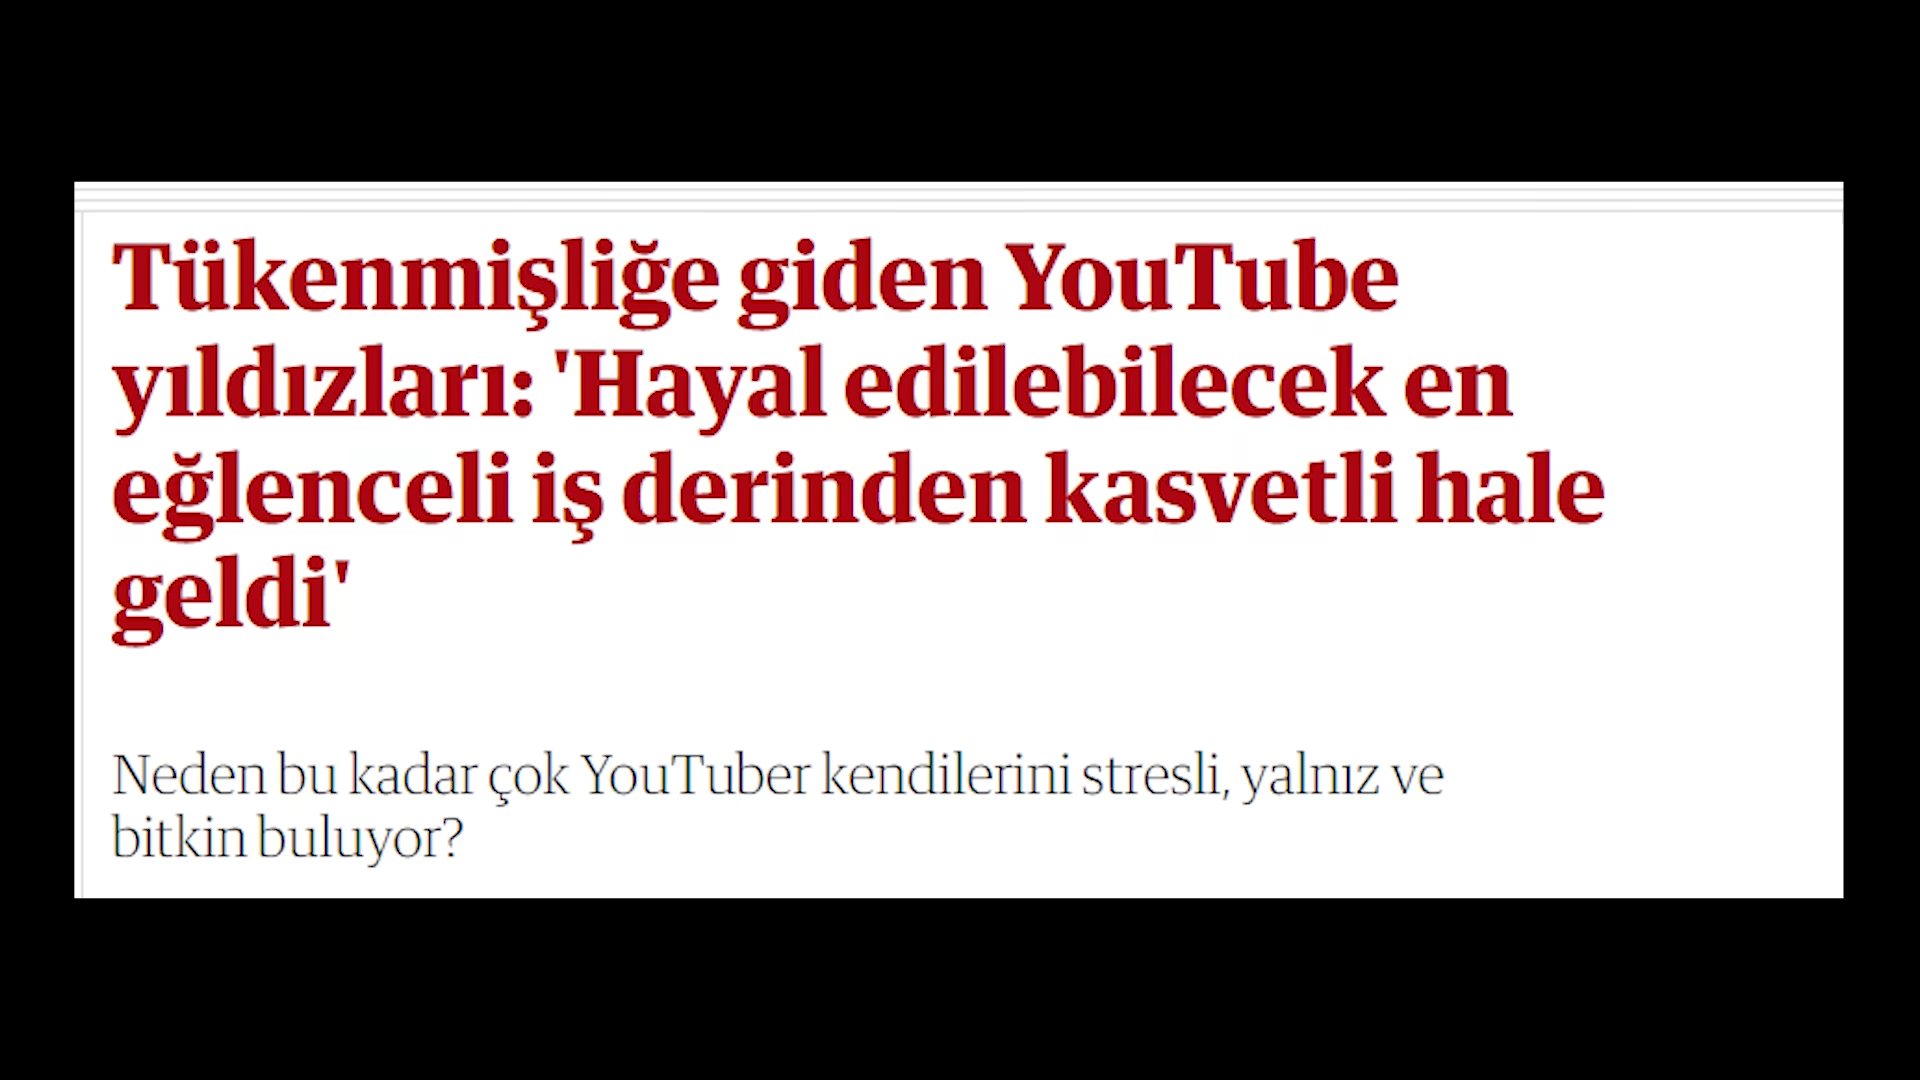 Tükenmişliğe giden YouTube
yıldızları: 'Hayal edilebilecek en
eğlenceli iş derinden kasvetli hale
geldi'
Neden bu kadar çok YouTuber kendilerini stresli, yalnız ve
bitkin buluyor?